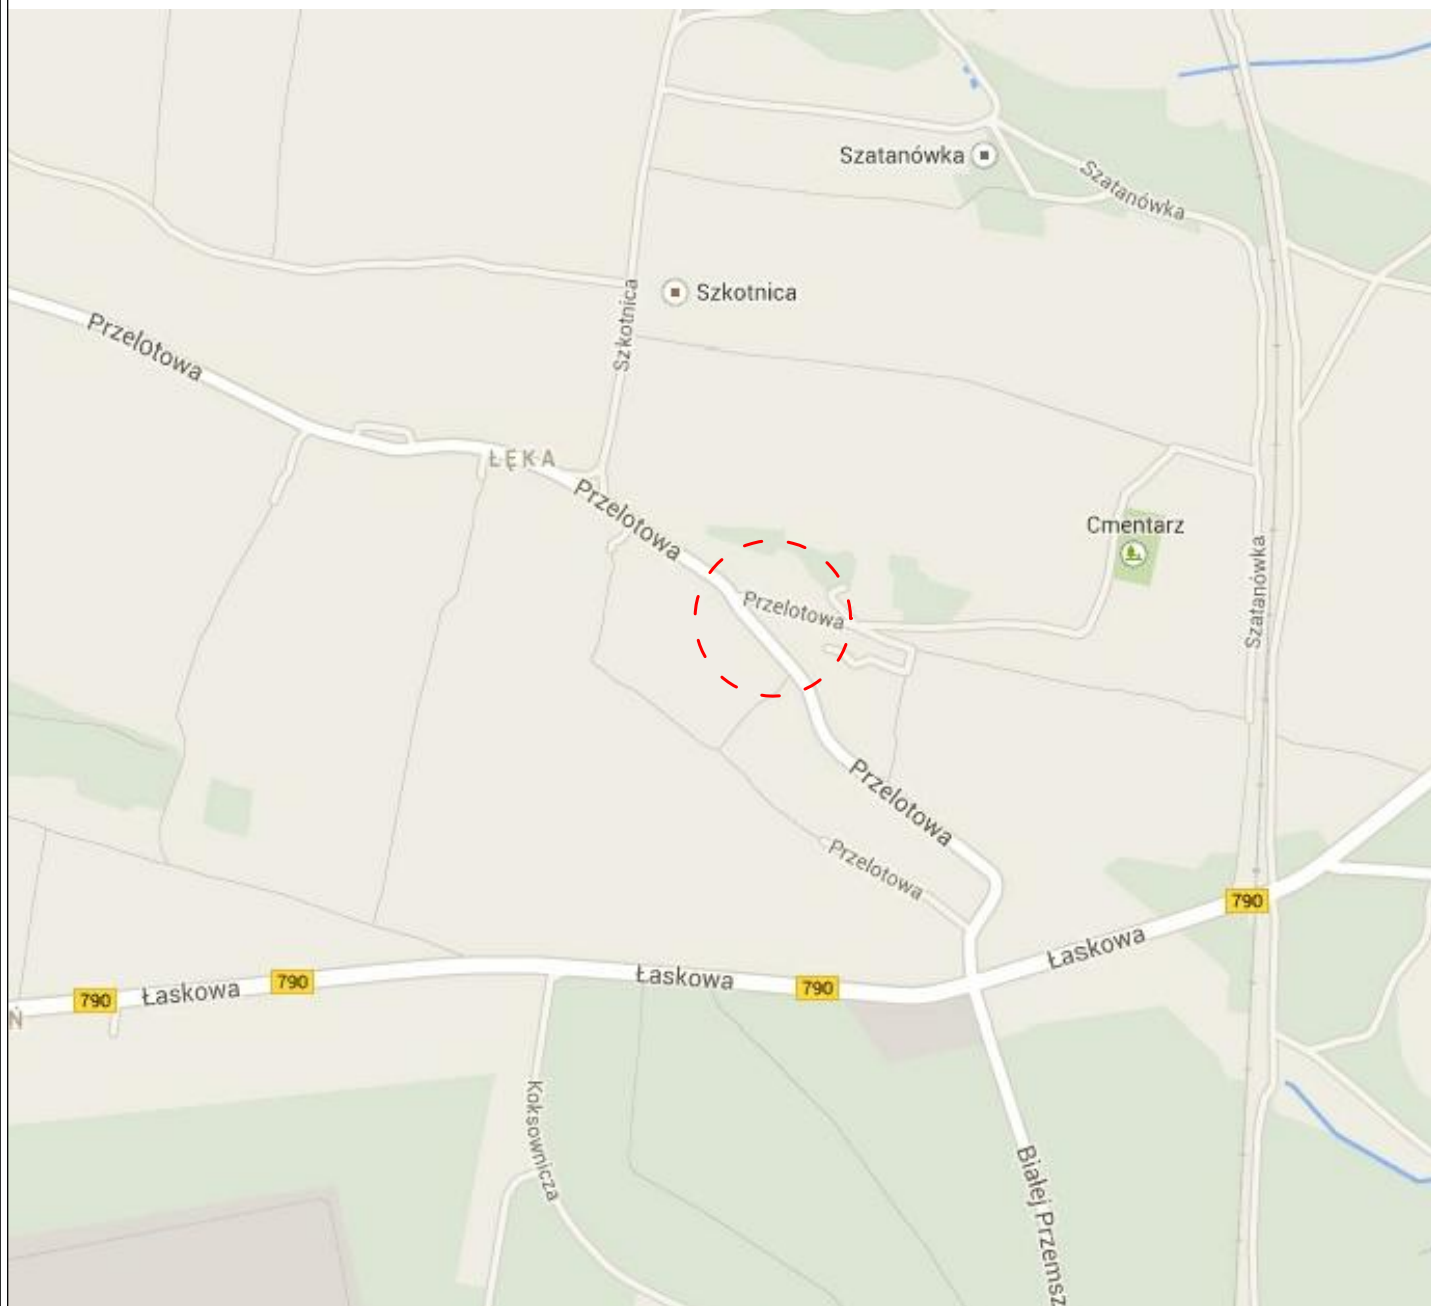 Szatanówka
Szatanówka
Szkotnica
Szkotnica
Przelotowa
ŁĘKA
Przelotowa
Cmentarz
Szatanówka
Przelotowa
Przelotowa
Przelotowa
790
Łaskowa
790
Łaskowa
790
Łaskowa
790
Ń
Koksownicza
Białej Przemsz